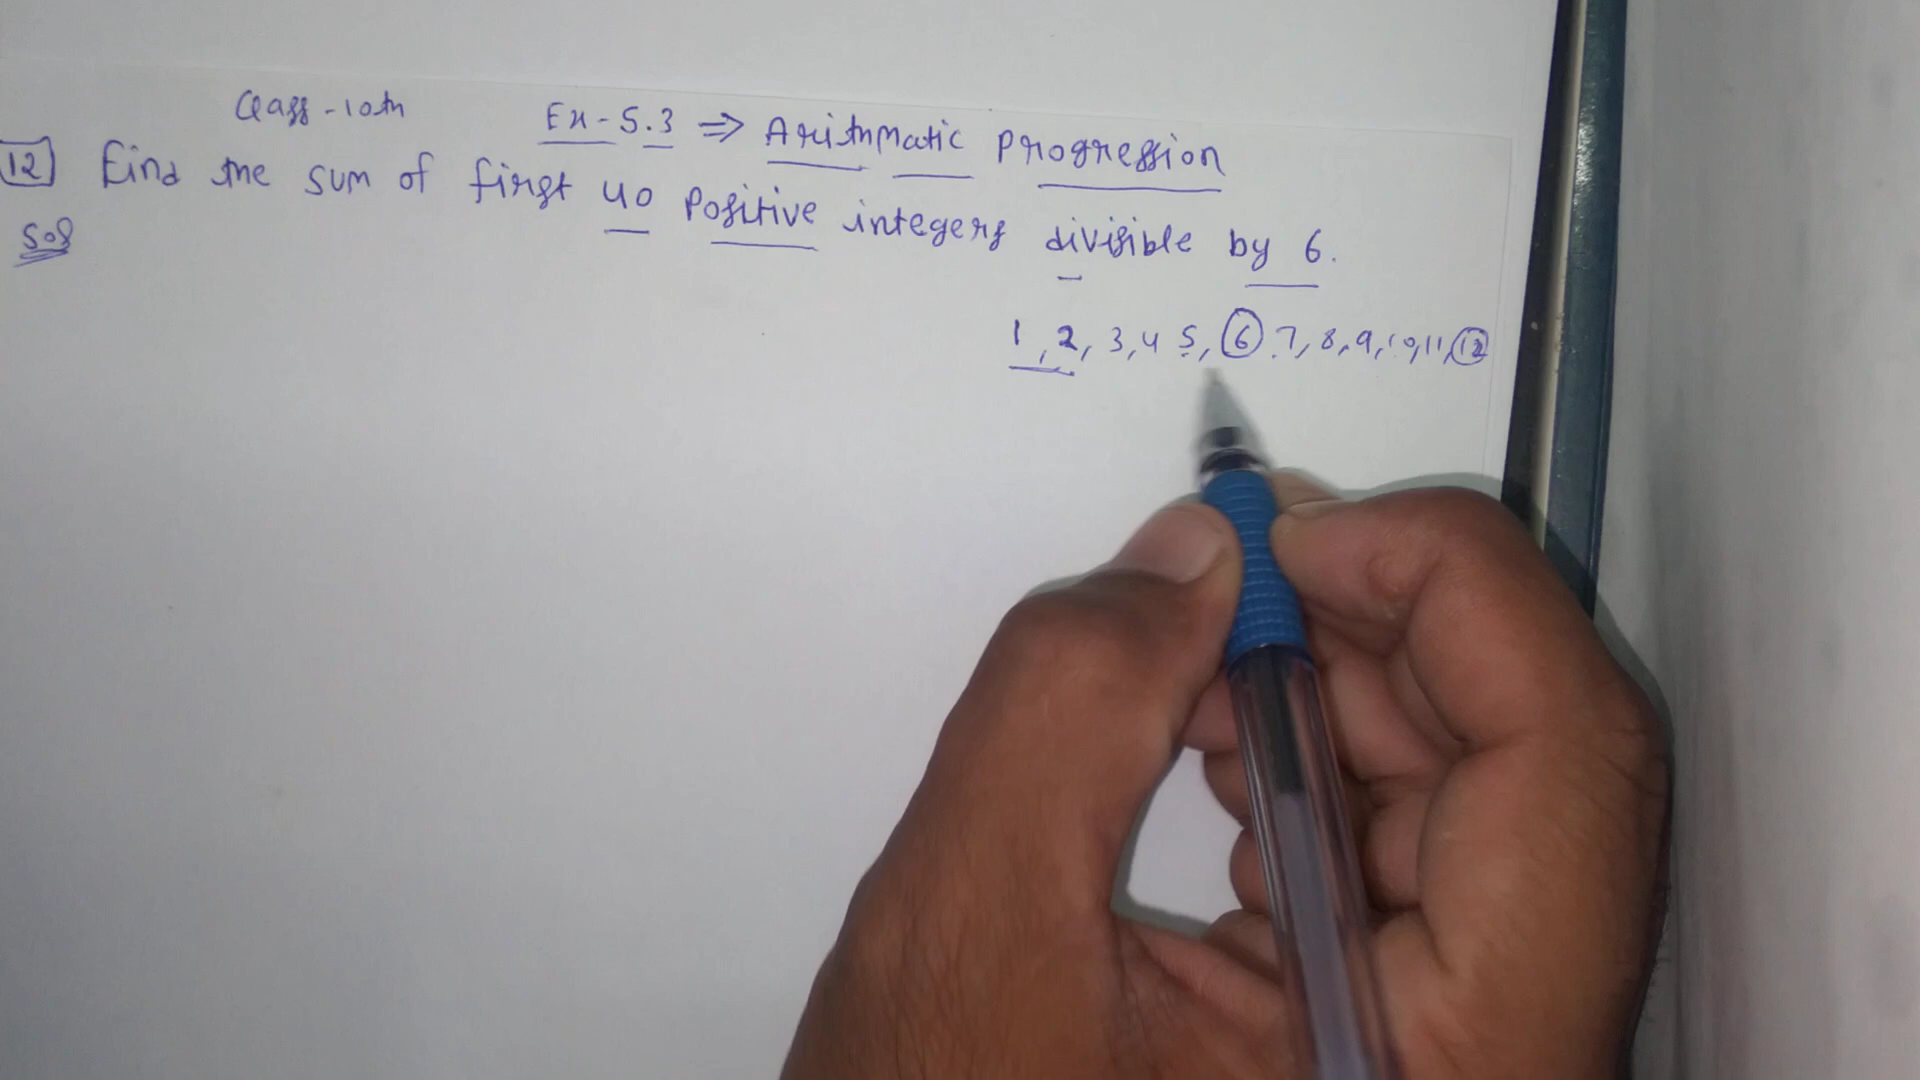 Class - 10th Ex - 5.3 ⇒ Arithmatic Progression
12 Find the sum of first 40 Positive integers divisible by 6.
Sol
1, 2, 3, 4 5, 6 7, 8, 9, 10, 11, 12